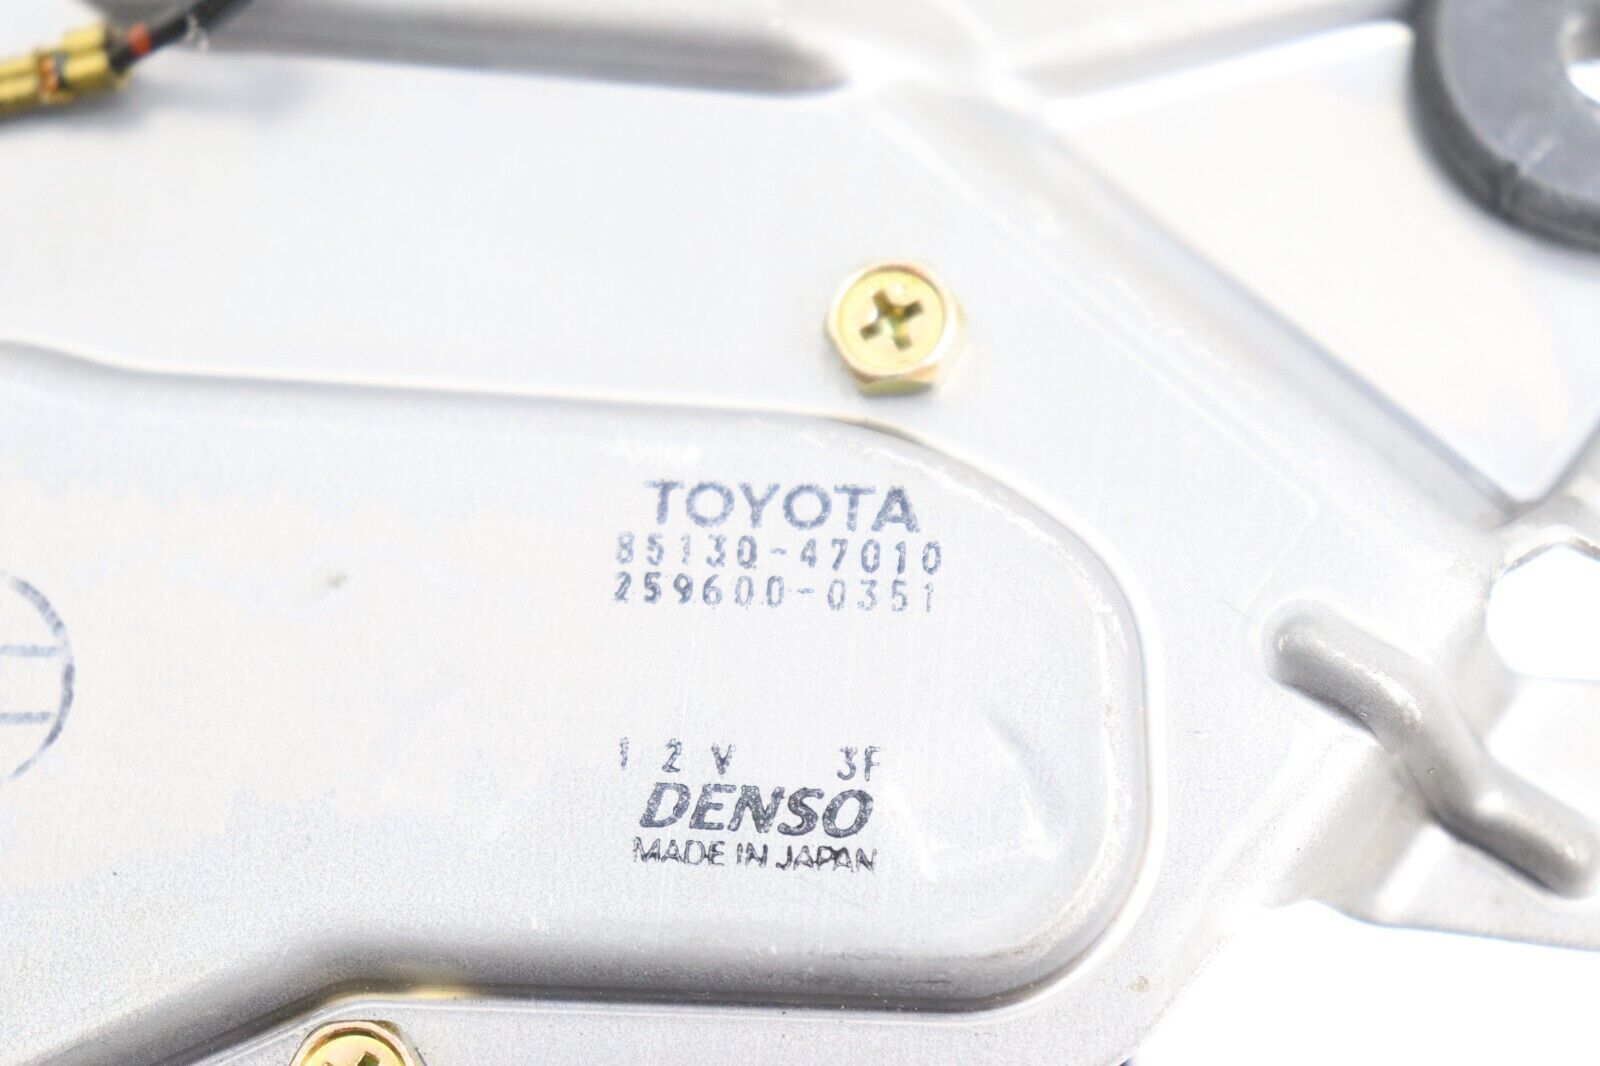 TOYOTA
85130-47010
259600-0351
12V 3F
DENSO
MADE IN JAPAN